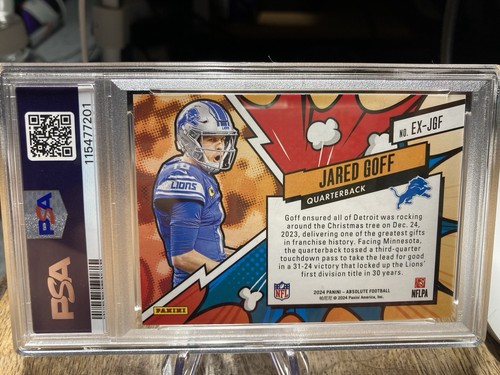 PSA
115477201
PSA
NO. EX-JGF
JARED GOFF
QUARTERBACK
LIONS
Goff ensured all of Detroit was rocking
around the Christmas tree on Dec. 24,
2023, delivering one of the greatest gifts
in franchise history. Facing Minnesota,
the quarterback tossed a third-quarter
touchdown pass to take the lead for good
in a 31-24 victory that locked up the Lions'
first division title in 30 years.
PANINI
NFL
NFLPA
2024 PANINI – ABSOLUTE FOOTBALL
© 2024 Panini America, Inc.